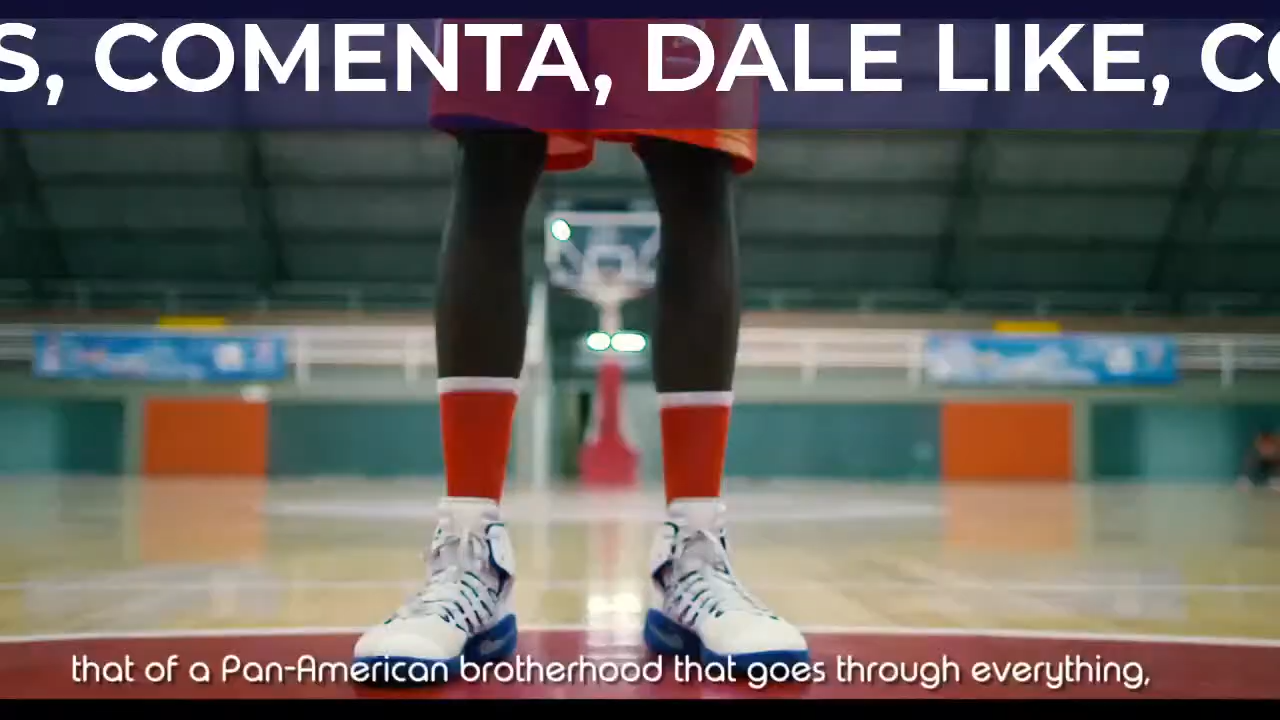 S, COMENTA, DALE LIKE, CO
that of a Pan-American brotherhood that goes through everything,